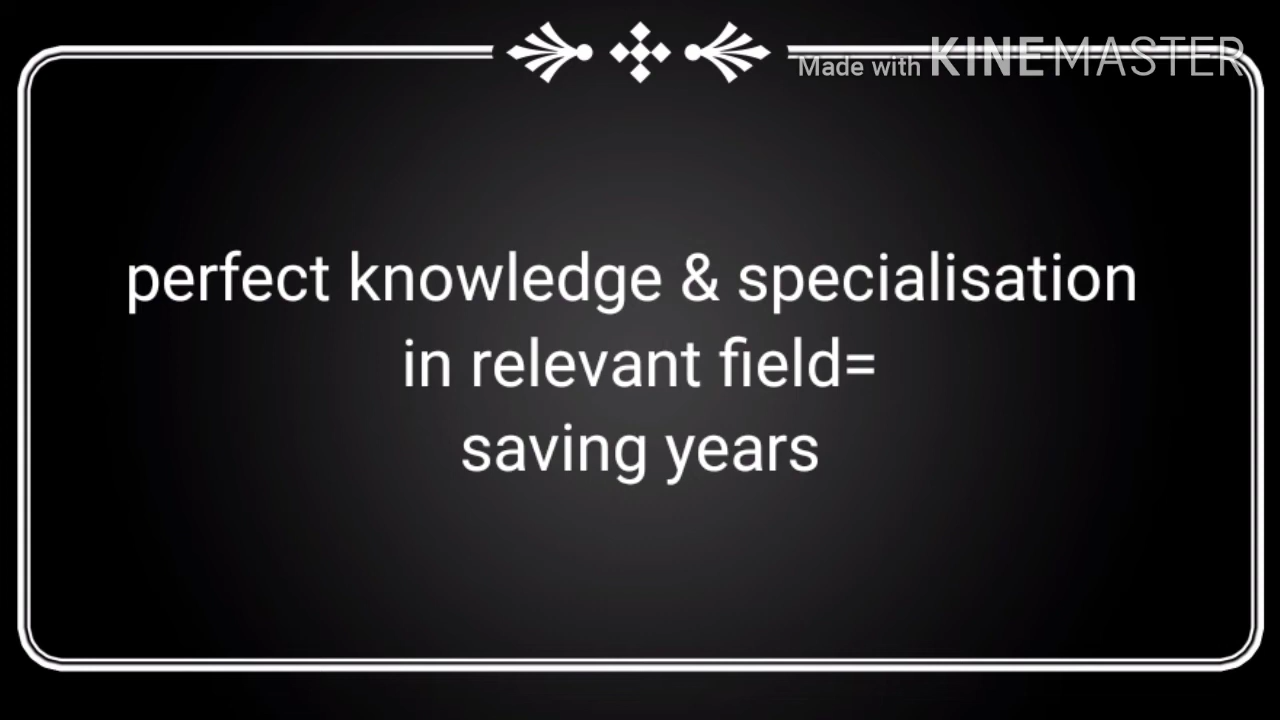 Made with KINEMASTER
perfect knowledge & specialisation
in relevant field=
saving years